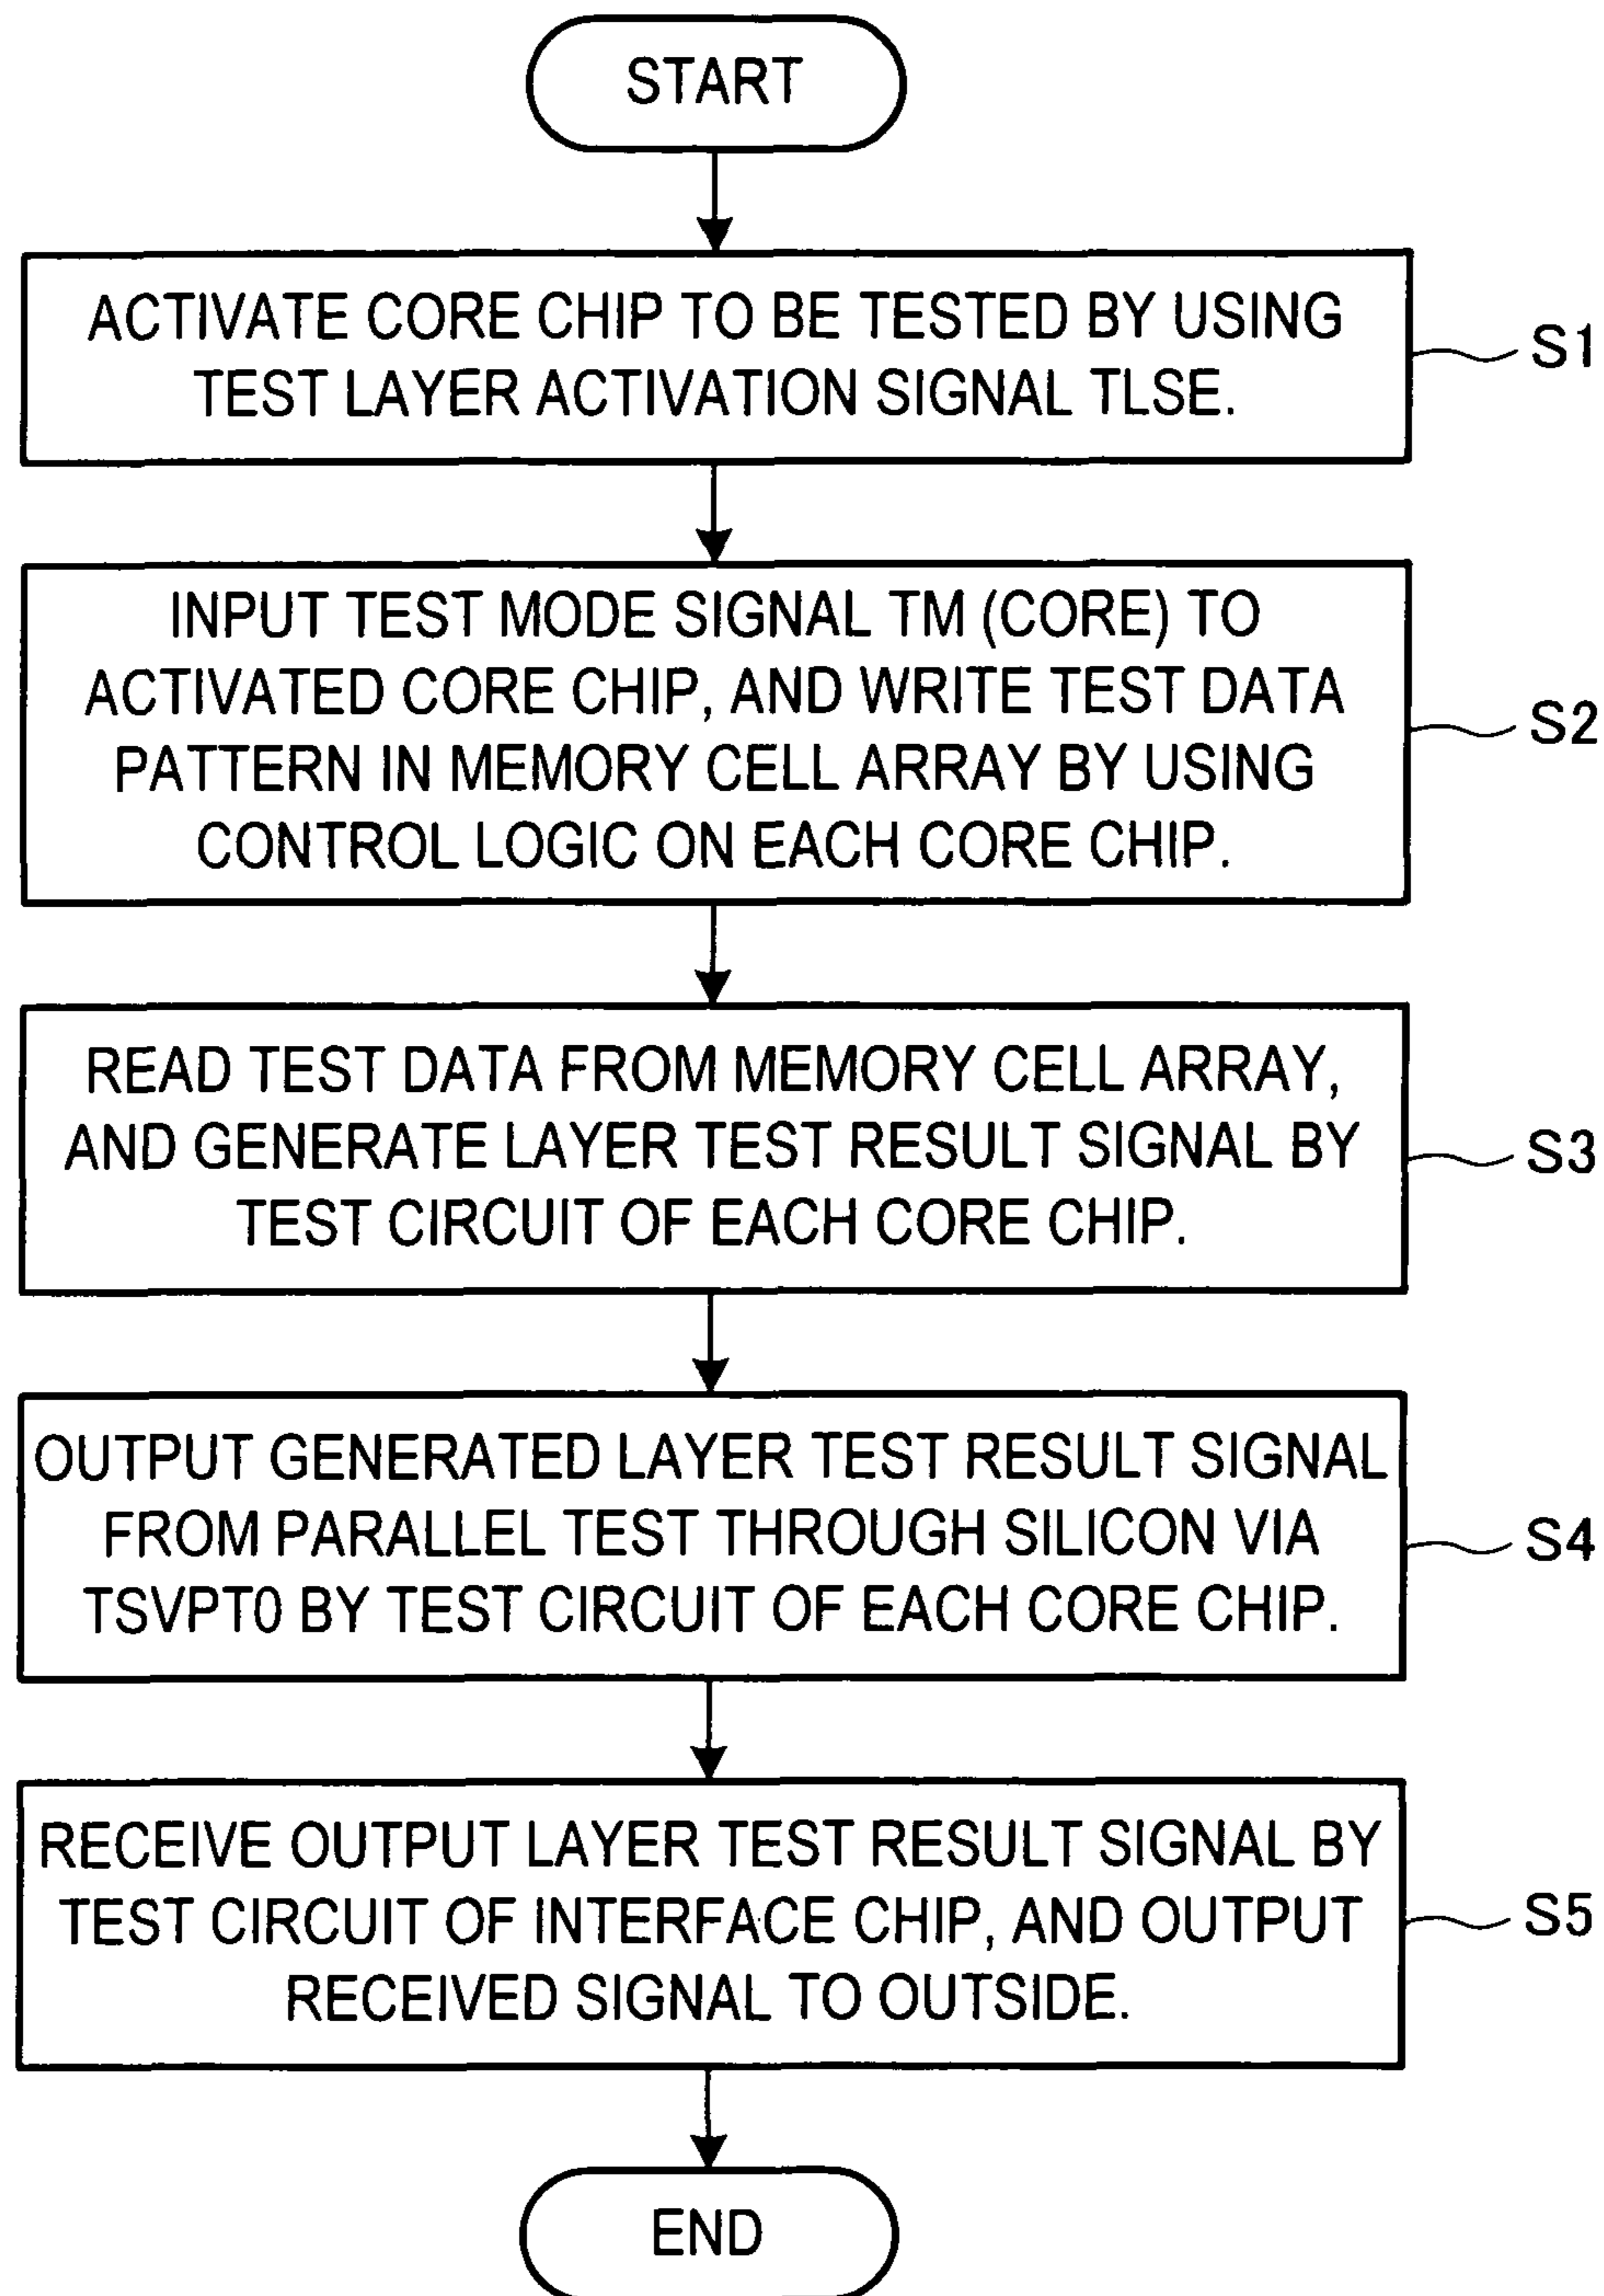 START
ACTIVATE CORE CHIP TO BE TESTED BY USING
TEST LAYER ACTIVATION SIGNAL TLSE.
S1
INPUT TEST MODE SIGNAL TM (CORE) TO
ACTIVATED CORE CHIP, AND WRITE TEST DATA
PATTERN IN MEMORY CELL ARRAY BY USING
CONTROL LOGIC ON EACH CORE CHIP.
S2
READ TEST DATA FROM MEMORY CELL ARRAY,
AND GENERATE LAYER TEST RESULT SIGNAL BY
TEST CIRCUIT OF EACH CORE CHIP.
S3
OUTPUT GENERATED LAYER TEST RESULT SIGNAL
FROM PARALLEL TEST THROUGH SILICON VIA
TSVPT0 BY TEST CIRCUIT OF EACH CORE CHIP.
S4
RECEIVE OUTPUT LAYER TEST RESULT SIGNAL BY
TEST CIRCUIT OF INTERFACE CHIP, AND OUTPUT
RECEIVED SIGNAL TO OUTSIDE.
S5
END